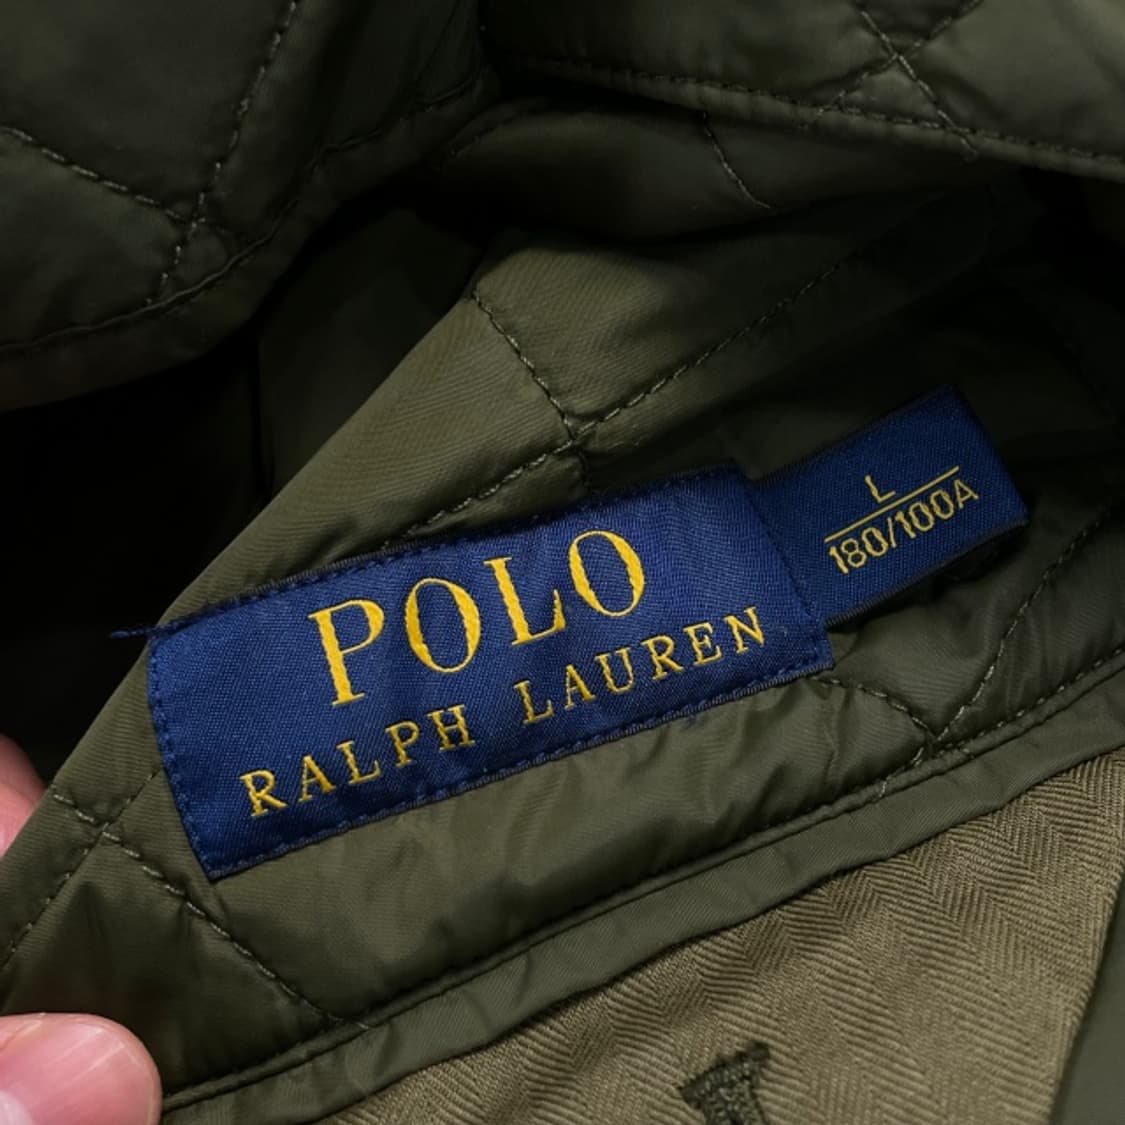 POLO
RALPH LAUREN
L
180/100A